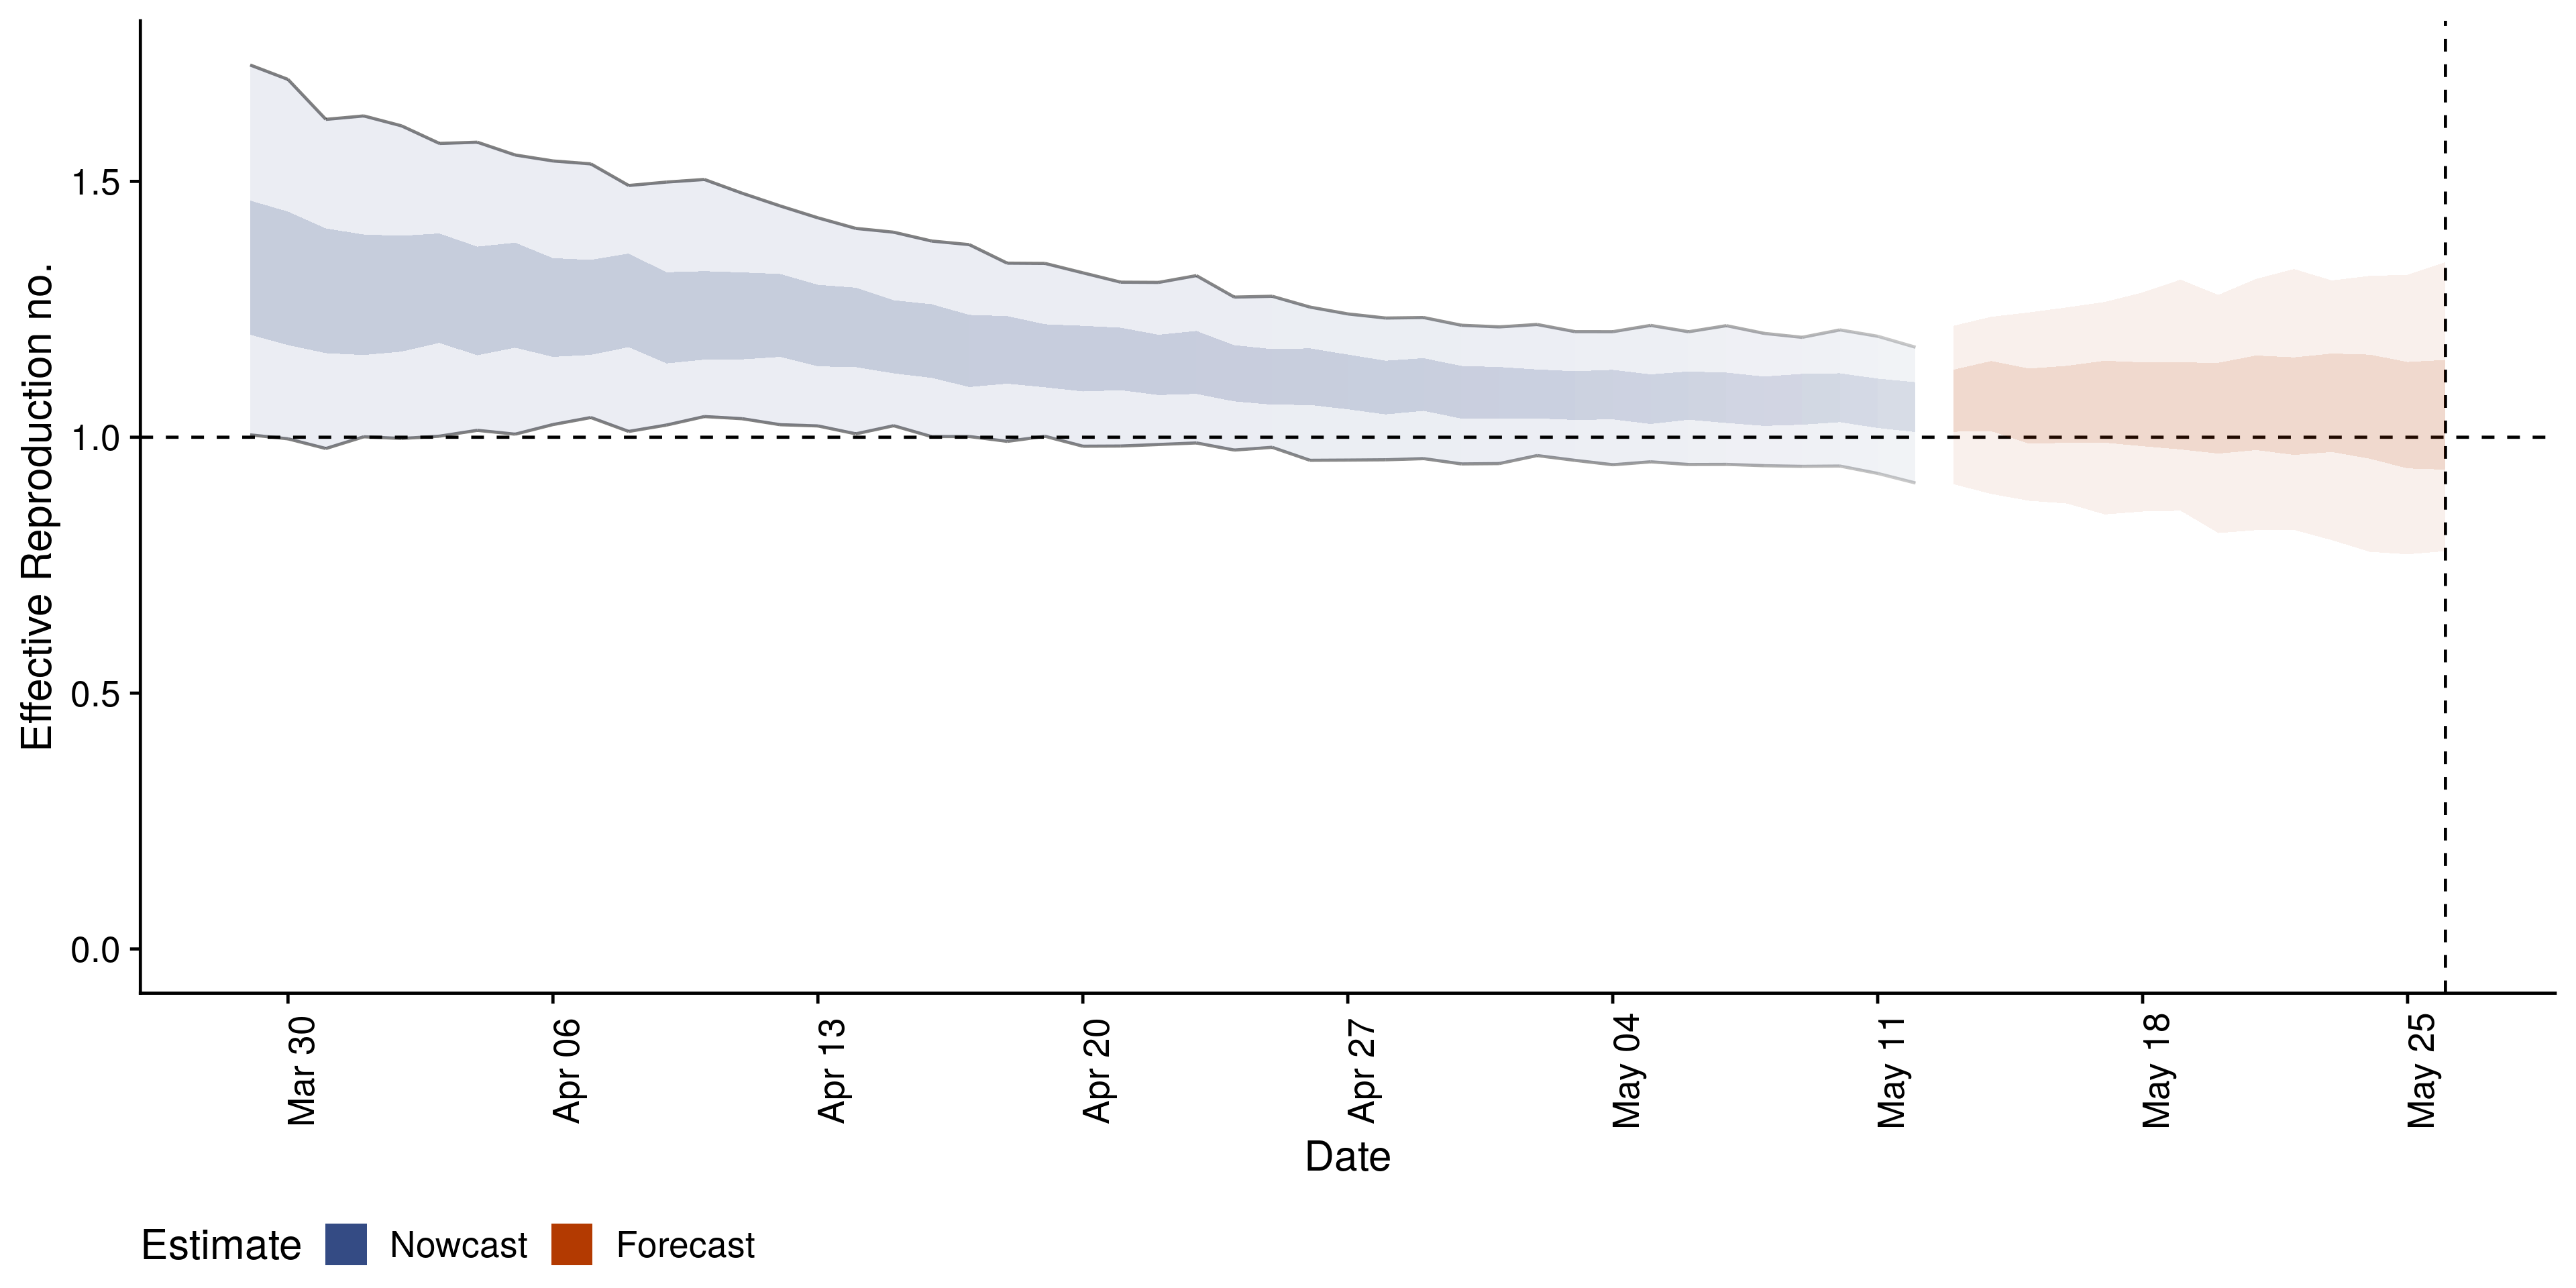 Effective Reproduction no.
1.5
1.0
0.5
0.0
Mar 30
Apr 06
Apr 13
Apr 20
Apr 27
May 04
May 11
May 18
May 25
Date
Estimate Nowcast Forecast